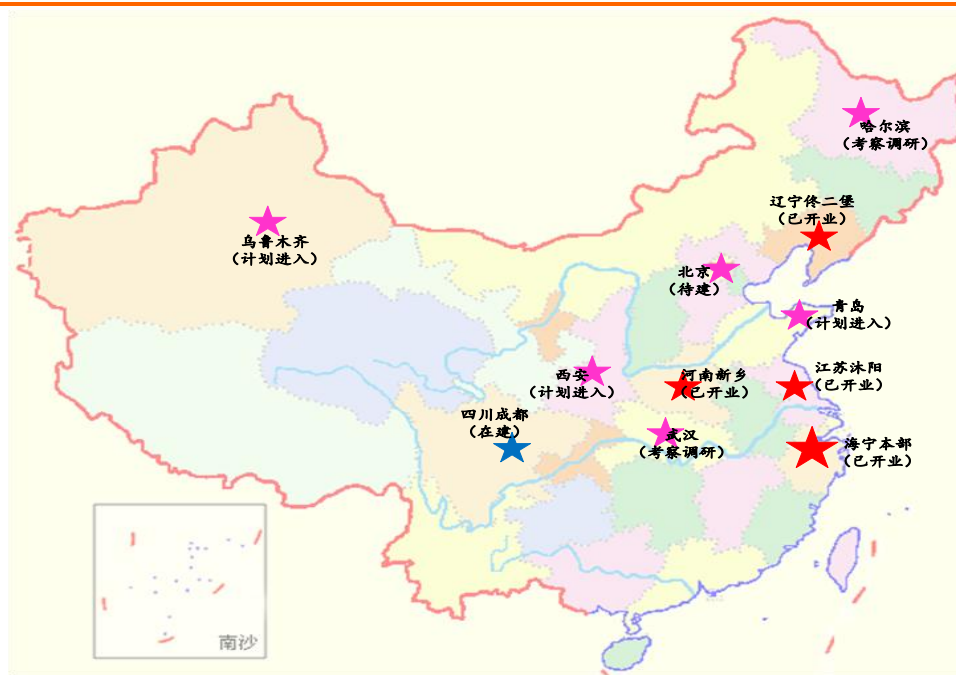 哈尔滨
（考察调研）
辽宁佟二堡
（已开业）
乌鲁木齐
（计划进入）
北京
（待建）
青岛
（计划进入）
西安
（计划进入）
河南新乡
（已开业）
江苏沭阳
（已开业）
四川成都
（在建）
武汉
（考察调研）
海宁本部
（已开业）
南沙